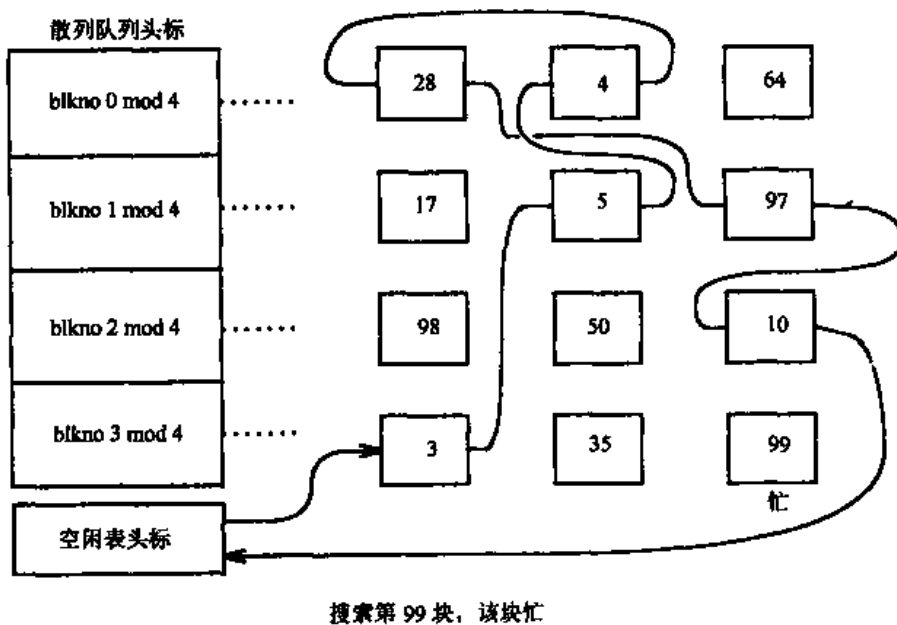 散列队列头标
blkno 0 mod 4
28
4
64
blkno 1 mod 4
17
5
97
blkno 2 mod 4
98
50
10
blkno 3 mod 4
3
35
99
忙
空闲表头标
搜索第 99 块,该块忙